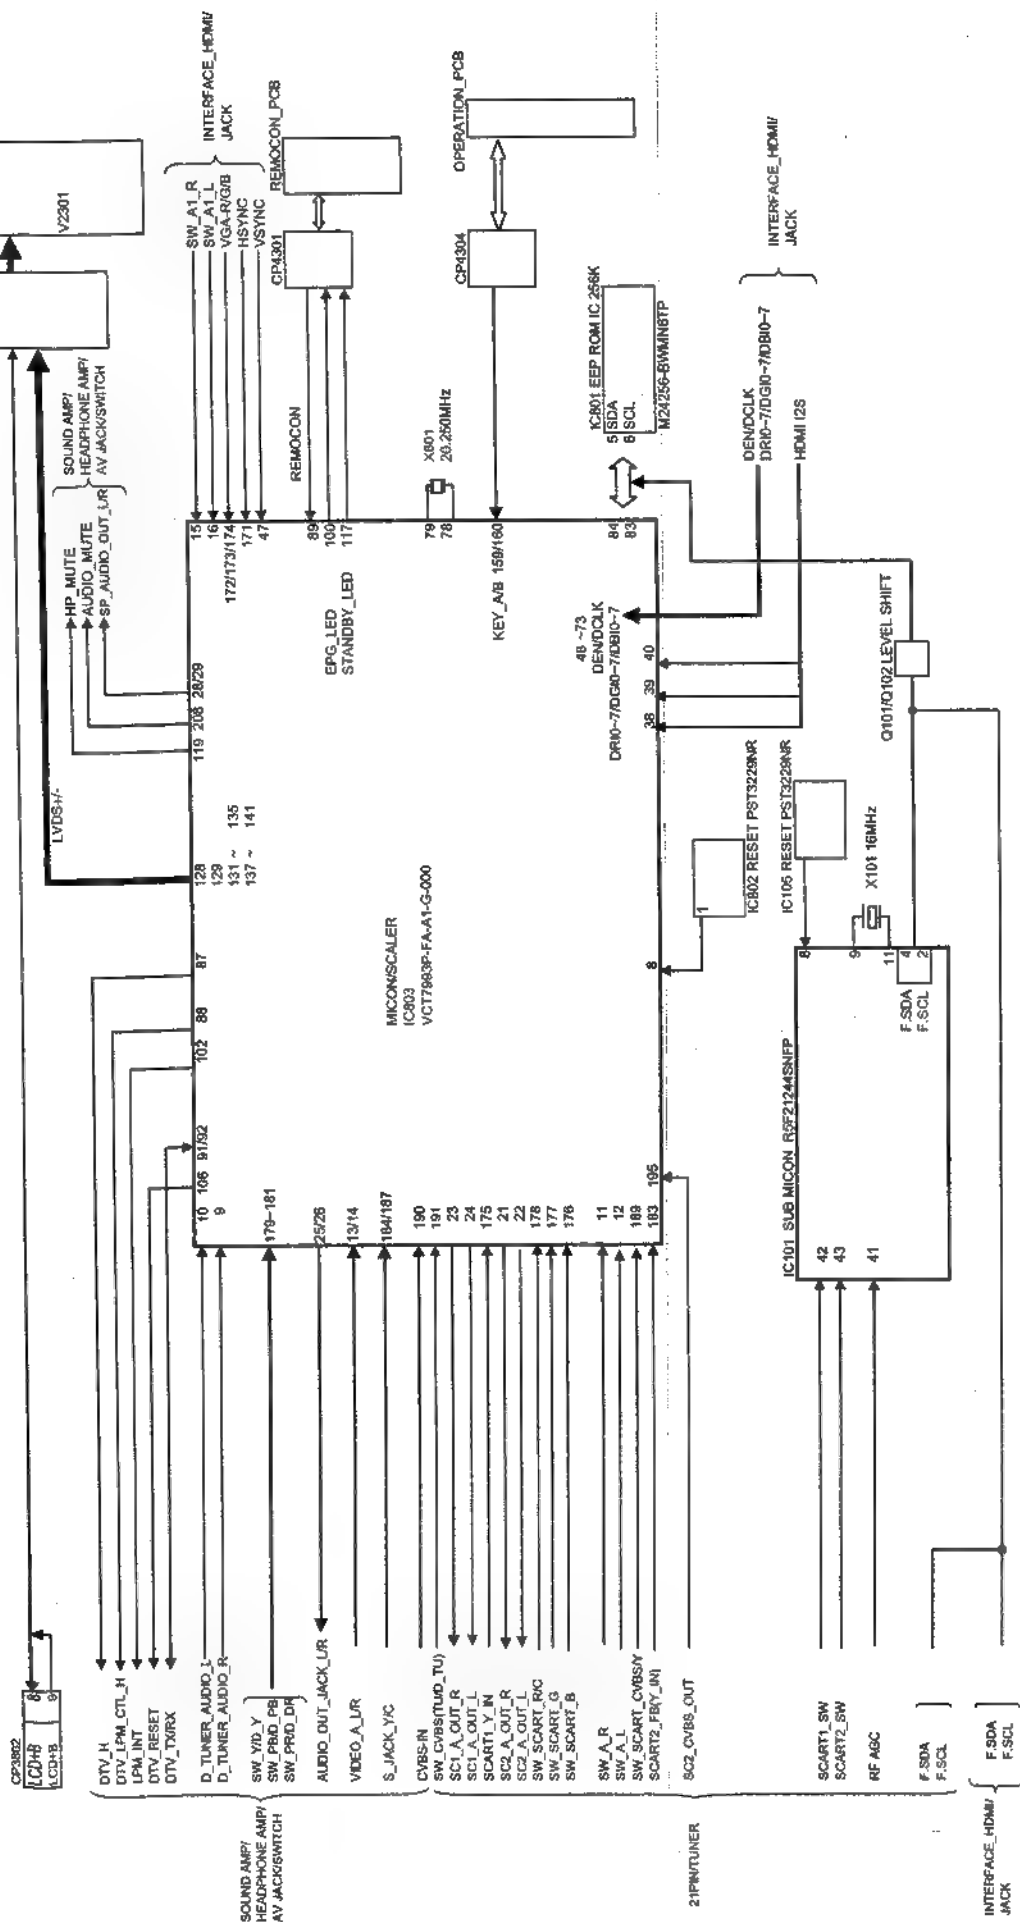 CP3802
LCD+B
LCD+B
8
9
V2301
LVDS+/-
SOUND AMP/
HEADPHONE AMP/
AV JACK/SWITCH
HP_MUTE
AUDIO_MUTE
SP_AUDIO_OUT_L/R
INTERFACE_HDMI/
JACK
SW_A1_R
SW_A1_L
VGA-R/G/B
HSYNC
VSYNC
REMOCON_PCB
CP4301
REMOCON
OPERATION_PCB
CP4304
X801
20.250MHz
IC801 EEP ROM IC 256K
5 SDA
6 SCL
M24256-BWMN6TP
DTV_H
DTV_LPM_CTL_H
LPM_INT
DTV_RESET
DTV_TX/RX
D_TUNER_AUDIO_L
D_TUNER_AUDIO_R
SW_Y/D_Y
SW_PB/D_PB
SW_PR/D_DR
AUDIO_OUT_JACK_L/R
VIDEO_A_L/R
S_JACK_Y/C
CVBS-IN
SOUND AMP/
HEADPHONE AMP/
AV JACK/SWITCH
SW_CVBS(TU/D_TU)
SC1_A_OUT_R
SC1_A_OUT_L
SCART1_Y_IN
SC2_A_OUT_R
SC2_A_OUT_L
SW_SCART_R/C
SW_SCART_G
SW_SCART_B
SW_A_R
SW_A_L
SW_SCART_CVBS/Y
SCART2_FB(Y_IN)
SC2_CVBS_OUT
SCART1_SW
SCART2_SW
RF AGC
F.SDA
F.SCL
21PIN/TUNER
F.SDA
F.SCL
INTERFACE_HDMI/
JACK
10
9
106
91/92
102
88
87
128
129
131 ~ 135
137 ~ 141
119
208
28/29
179~181
25/26
13/14
184/187
190
191
23
24
175
21
22
178
177
176
11
12
189
183
195
MICON/SCALER
IC803
VCT7993P-FA-A1-G-000
15
16
172/173/174
171
47
89
EPG_LED 100
STANDBY_LED 117
79
78
KEY_A/B 159/160
84
83
48 ~73
DEN/DCLK
DRI0~7/DGI0~7/DBI0~7
40
39
38
8
DEN/DCLK
DRI0~7/DGI0~7/DBI0~7
HDMI I2S
INTERFACE_HDMI/
JACK
1
IC802 RESET PST3229NR
IC105 RESET PST3229NR
X101 16MHz
Q101/Q102 LEVEL SHIFT
IC101 SUB MICON R5F21244SNFP
42
43
41
8
9
11
F.SDA 4
F.SCL 2